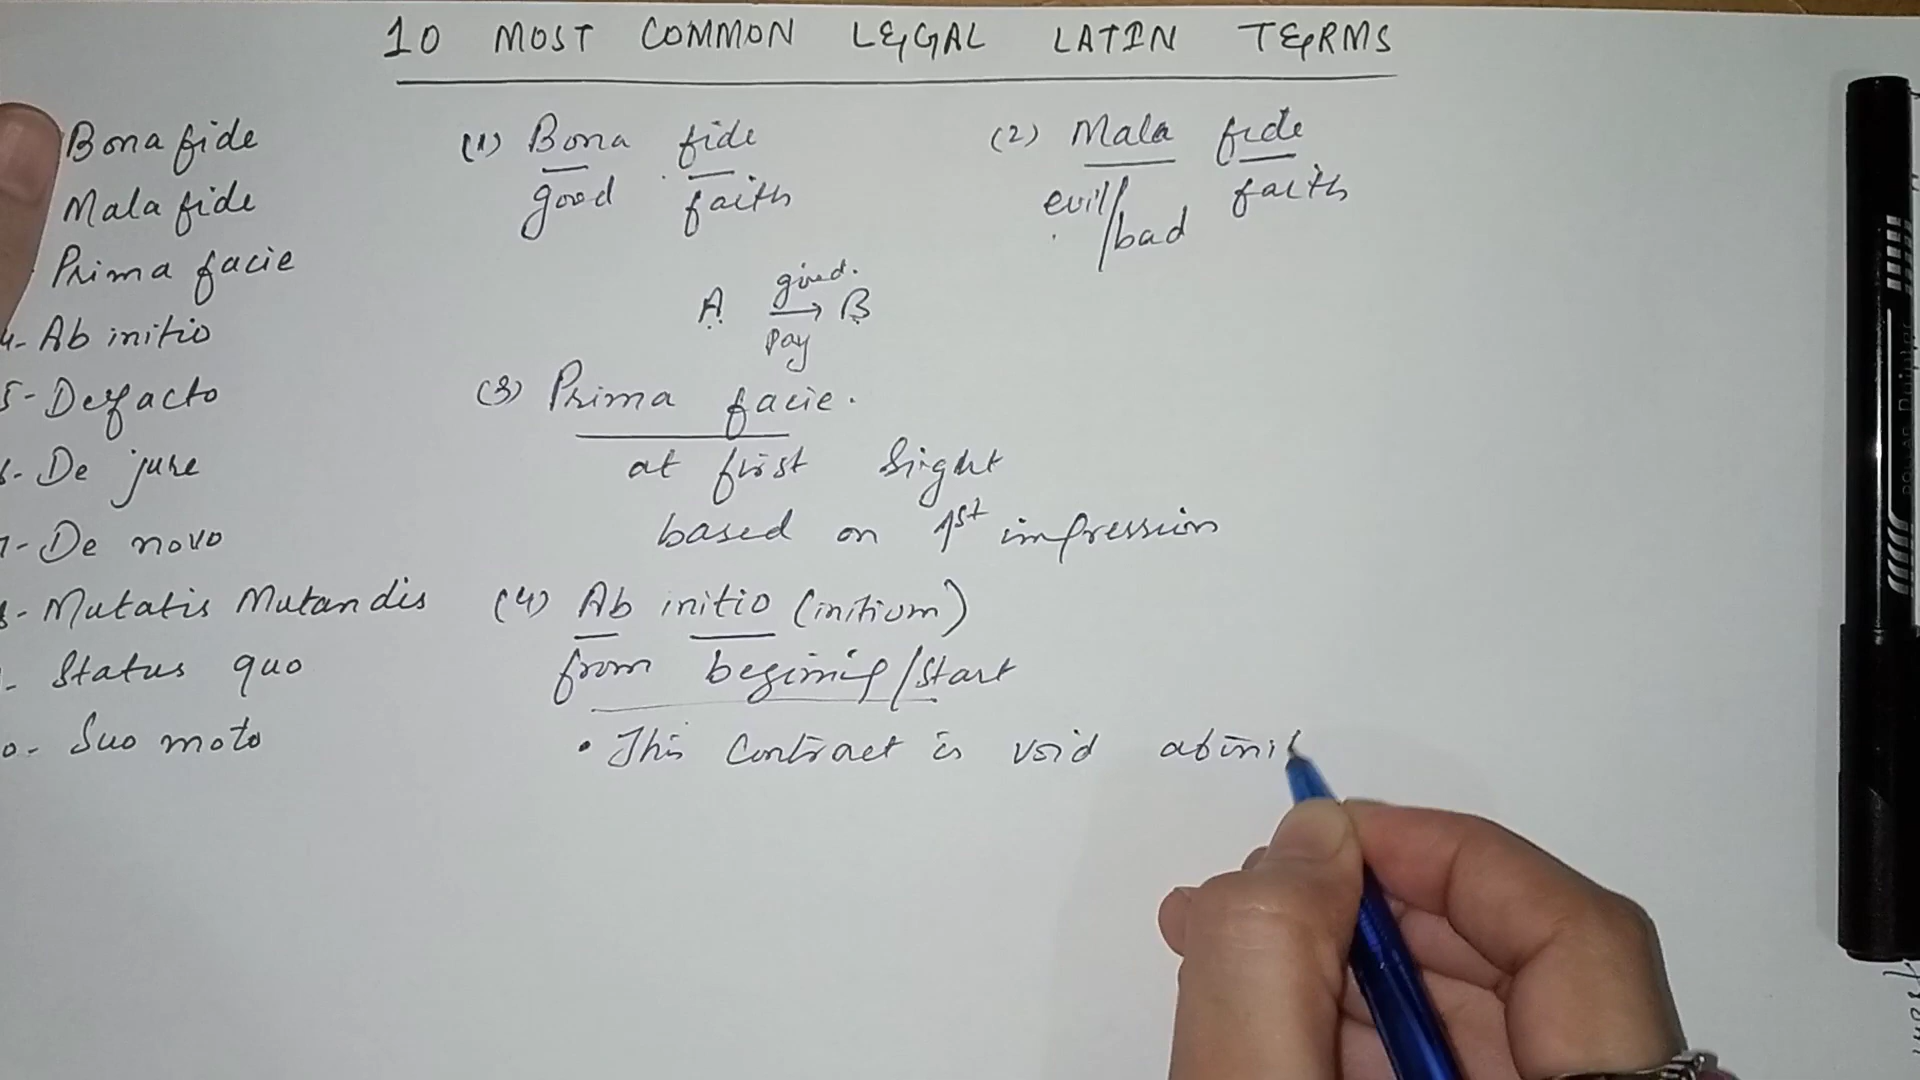 10 MOST COMMON LEGAL LATIN TERMS
Bona fide
Mala fide
Prima facie
4- Ab initio
5- Defacto
6- De jure
7- De novo
8- Mutatis Mutandis
- Status quo
0- Suo moto
(1) Bona fide
good faith
(2) Mala fide
evil/ faith
/bad
good.
A → B
Pay
(3) Prima facie.
at first sight
based on 1st impression
(4) Ab initio (initium)
from begining/start
• This Contract is void abinit